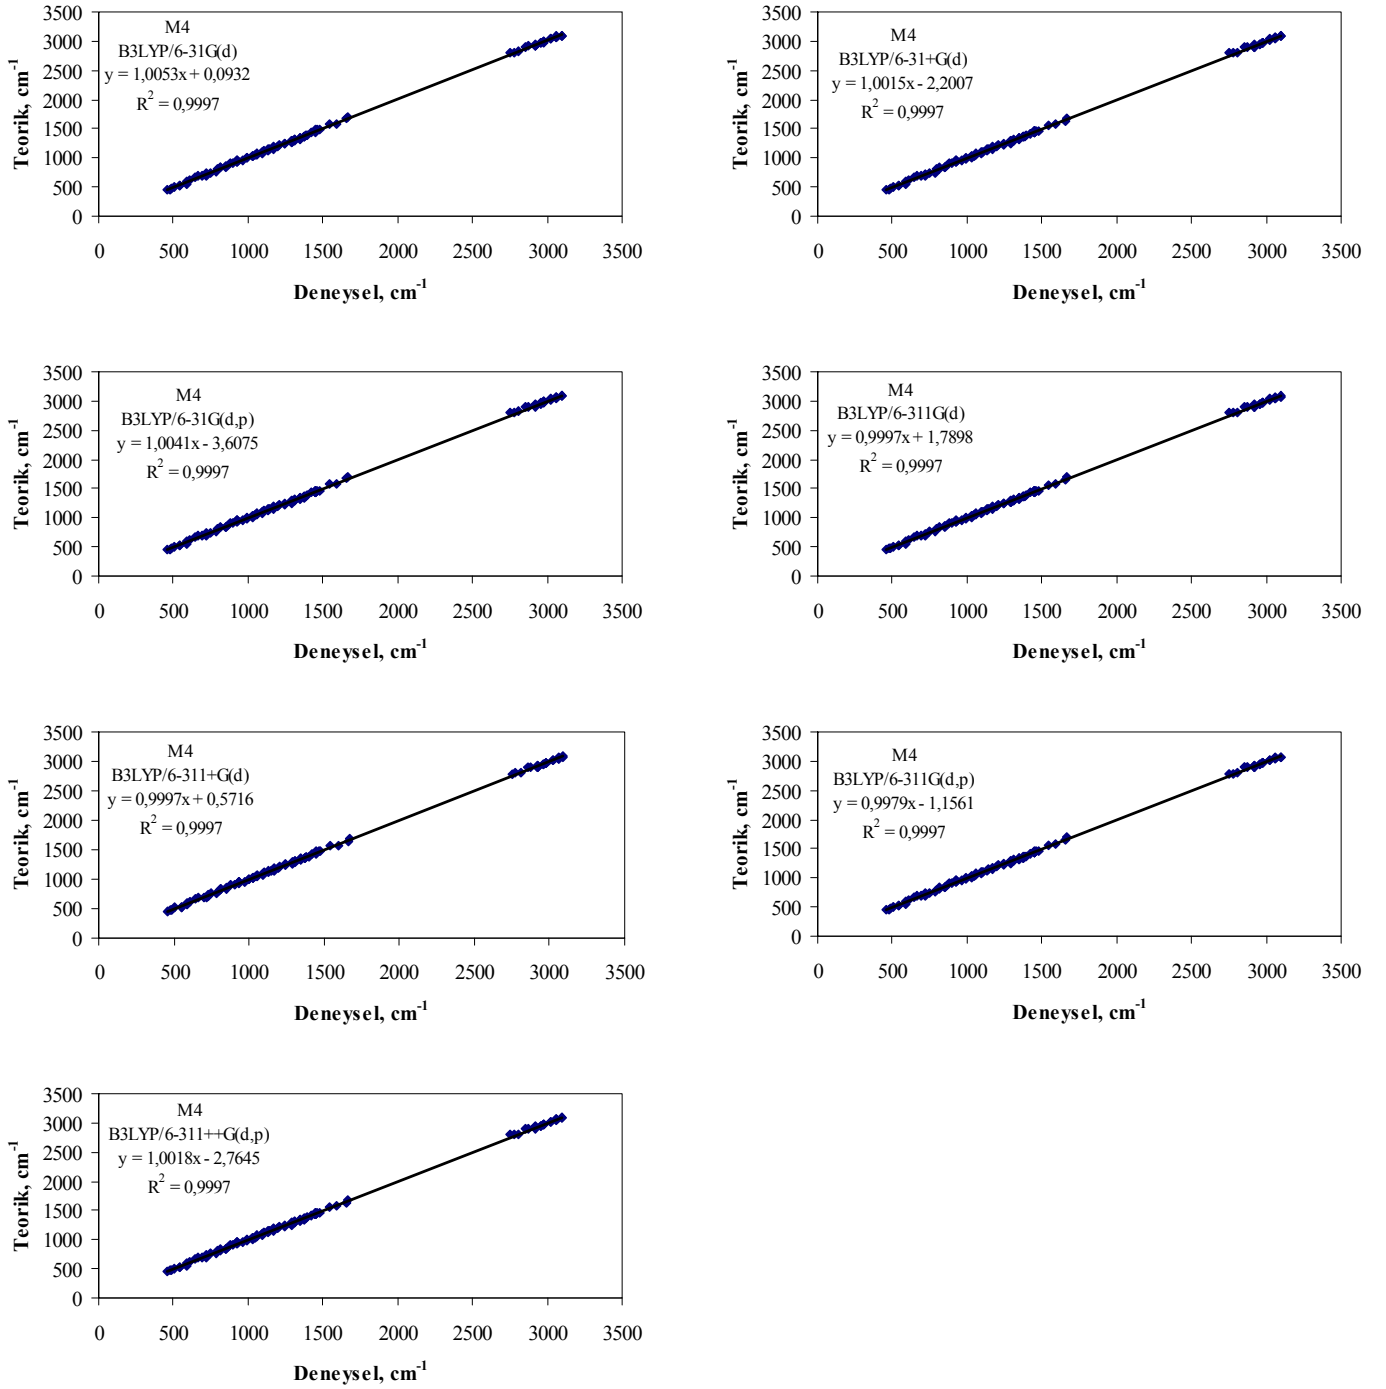 3500
3000
2500
2000
1500
1000
500
0
Teorik, cm⁻¹
M4
B3LYP/6-31G(d)
y = 1,0053x + 0,0932
R² = 0,9997
0 500 1000 1500 2000 2500 3000 3500
Deneysel, cm⁻¹
3500
3000
2500
2000
1500
1000
500
0
Teorik, cm⁻¹
M4
B3LYP/6-31+G(d)
y = 1,0015x - 2,2007
R² = 0,9997
0 500 1000 1500 2000 2500 3000 3500
Deneysel, cm⁻¹
3500
3000
2500
2000
1500
1000
500
0
Teorik, cm⁻¹
M4
B3LYP/6-31G(d,p)
y = 1,0041x - 3,6075
R² = 0,9997
0 500 1000 1500 2000 2500 3000 3500
Deneysel, cm⁻¹
3500
3000
2500
2000
1500
1000
500
0
Teorik, cm⁻¹
M4
B3LYP/6-311G(d)
y = 0,9997x + 1,7898
R² = 0,9997
0 500 1000 1500 2000 2500 3000 3500
Deneysel, cm⁻¹
3500
3000
2500
2000
1500
1000
500
0
Teorik, cm⁻¹
M4
B3LYP/6-311+G(d)
y = 0,9997x + 0,5716
R² = 0,9997
0 500 1000 1500 2000 2500 3000 3500
Deneysel, cm⁻¹
3500
3000
2500
2000
1500
1000
500
0
Teorik, cm⁻¹
M4
B3LYP/6-311G(d,p)
y = 0,9979x - 1,1561
R² = 0,9997
0 500 1000 1500 2000 2500 3000 3500
Deneysel, cm⁻¹
3500
3000
2500
2000
1500
1000
500
0
Teorik, cm⁻¹
M4
B3LYP/6-311++G(d,p)
y = 1,0018x - 2,7645
R² = 0,9997
0 500 1000 1500 2000 2500 3000 3500
Deneysel, cm⁻¹